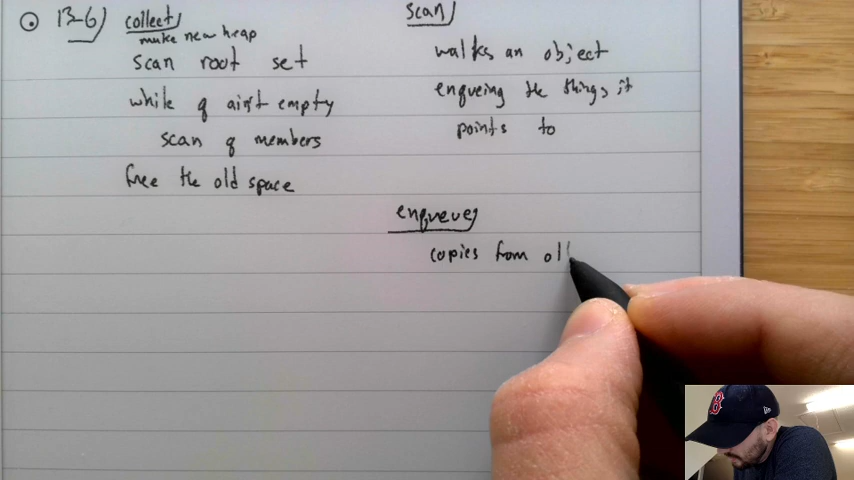 13-6) collect)
make new heap
scan root set
while q ain't empty
scan q members
free the old space
scan)
walks an object
enqueing the things it
points to
enqueue)
copies from old
B